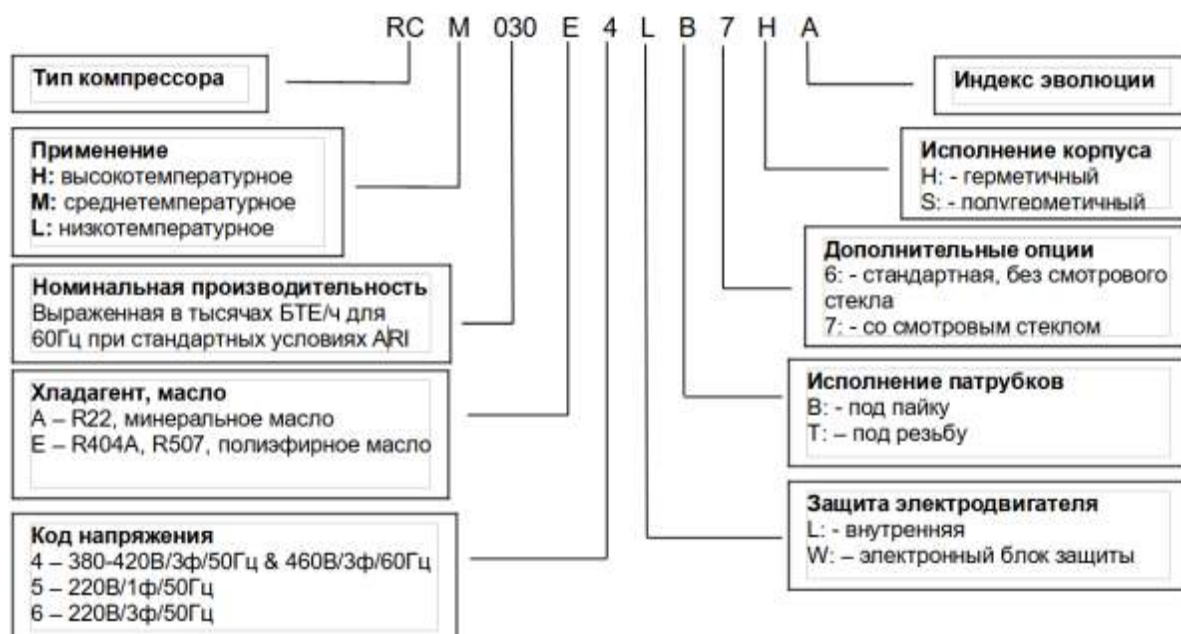 RC M 030 E 4 L B 7 H A
Тип компрессора
Применение
H: высокотемпературное
M: среднетемпературное
L: низкотемпературное
Номинальная производительность
Выраженная в тысячах БТЕ/ч для
60Гц при стандартных условиях ARI
Хладагент, масло
A – R22, минеральное масло
E – R404A, R507, полиэфирное масло
Код напряжения
4 – 380-420В/3ф/50Гц & 460В/3ф/60Гц
5 – 220В/1ф/50Гц
6 – 220В/3ф/50Гц
Индекс эволюции
Исполнение корпуса
H: - герметичный
S: - полугерметичный
Дополнительные опции
6: - стандартная, без смотрового
стекла
7: - со смотровым стеклом
Исполнение патрубков
B: - под пайку
T: – под резьбу
Защита электродвигателя
L: - внутренняя
W: – электронный блок защиты